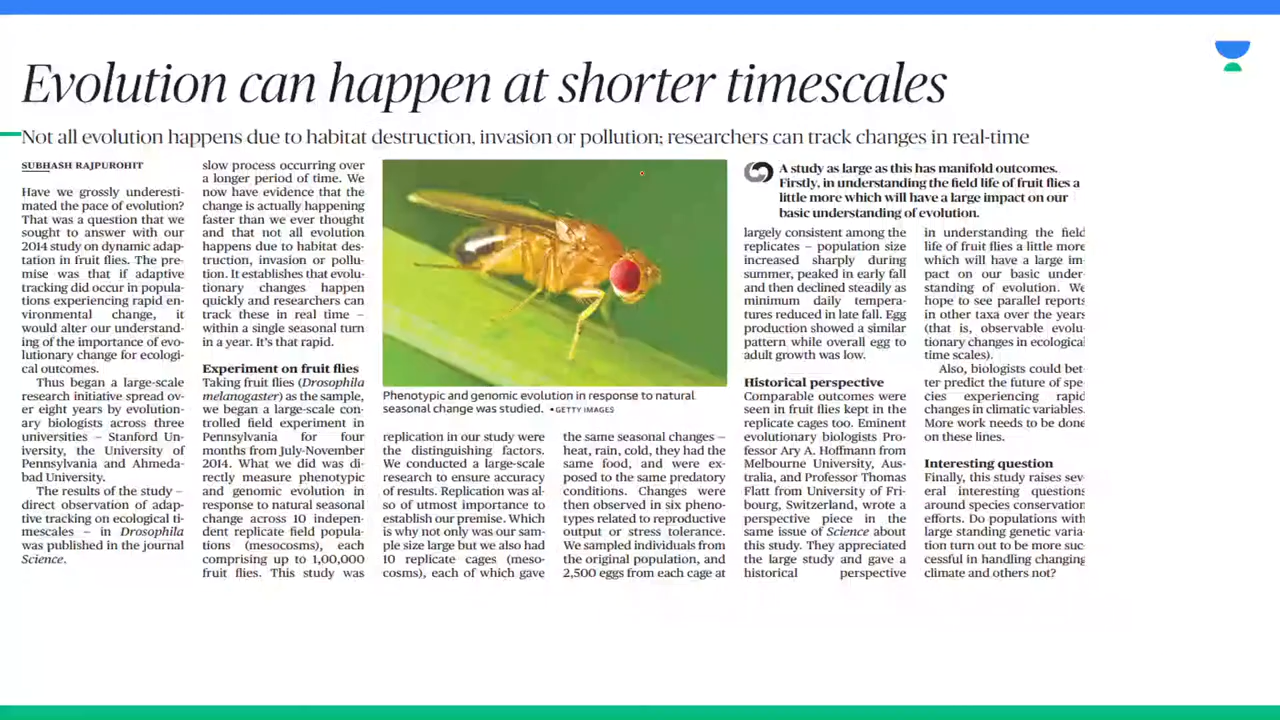 Evolution can happen at shorter timescales
Not all evolution happens due to habitat destruction, invasion or pollution; researchers can track changes in real-time
SUBHASH RAJPUROHIT
Have we grossly underesti-
mated the pace of evolution?
That was a question that we
sought to answer with our
2014 study on dynamic adap-
tation in fruit flies. The pre-
mise was that if adaptive
tracking did occur in popula-
tions experiencing rapid en-
vironmental change, it
would alter our understand-
ing of the importance of evo-
lutionary change for ecologi-
cal outcomes.
Thus began a large-scale
research initiative spread ov-
er eight years by evolution-
ary biologists across three
universities – Stanford Un-
iversity, the University of
Pennsylvania and Ahmeda-
bad University.
The results of the study –
direct observation of adap-
tive tracking on ecological ti-
mescales – in Drosophila
was published in the journal
Science.
slow process occurring over
a longer period of time. We
now have evidence that the
change is actually happening
faster than we ever thought
and that not all evolution
happens due to habitat des-
truction, invasion or pollu-
tion. It establishes that evolu-
tionary changes happen
quickly and researchers can
track these in real time –
within a single seasonal turn
in a year. It's that rapid.
Experiment on fruit flies
Taking fruit flies (Drosophila
melanogaster) as the sample,
we began a large-scale con-
trolled field experiment in
Pennsylvania for four
months from July-November
2014. What we did was di-
rectly measure phenotypic
and genomic evolution in
response to natural seasonal
change across 10 indepen-
dent replicate field popula-
tions (mesocosms), each
comprising up to 1,00,000
fruit flies. This study was
Phenotypic and genomic evolution in response to natural
seasonal change was studied. •GETTY IMAGES
replication in our study were
the distinguishing factors.
We conducted a large-scale
research to ensure accuracy
of results. Replication was al-
so of utmost importance to
establish our premise. Which
is why not only was our sam-
ple size large but we also had
10 replicate cages (meso-
cosms), each of which gave
the same seasonal changes –
heat, rain, cold, they had the
same food, and were ex-
posed to the same predatory
conditions. Changes were
then observed in six pheno-
types related to reproductive
output or stress tolerance.
We sampled individuals from
the original population, and
2,500 eggs from each cage at
A study as large as this has manifold outcomes.
Firstly, in understanding the field life of fruit flies a
little more which will have a large impact on our
basic understanding of evolution.
largely consistent among the
replicates – population size
increased sharply during
summer, peaked in early fall
and then declined steadily as
minimum daily tempera-
tures reduced in late fall. Egg
production showed a similar
pattern while overall egg to
adult growth was low.
Historical perspective
Comparable outcomes were
seen in fruit flies kept in the
replicate cages too. Eminent
evolutionary biologists Pro-
fessor Ary A. Hoffmann from
Melbourne University, Aus-
tralia, and Professor Thomas
Flatt from University of Fri-
bourg, Switzerland, wrote a
perspective piece in the
same issue of Science about
this study. They appreciated
the large study and gave a
historical perspective
in understanding the field
life of fruit flies a little more
which will have a large im-
pact on our basic under-
standing of evolution. We
hope to see parallel reports
in other taxa over the years
(that is, observable evolu-
tionary changes in ecological
time scales).
Also, biologists could bet-
ter predict the future of spe-
cies experiencing rapid
changes in climatic variables.
More work needs to be done
on these lines.
Interesting question
Finally, this study raises sev-
eral interesting questions
around species conservation
efforts. Do populations with
large standing genetic varia-
tion turn out to be more suc-
cessful in handling changing
climate and others not?